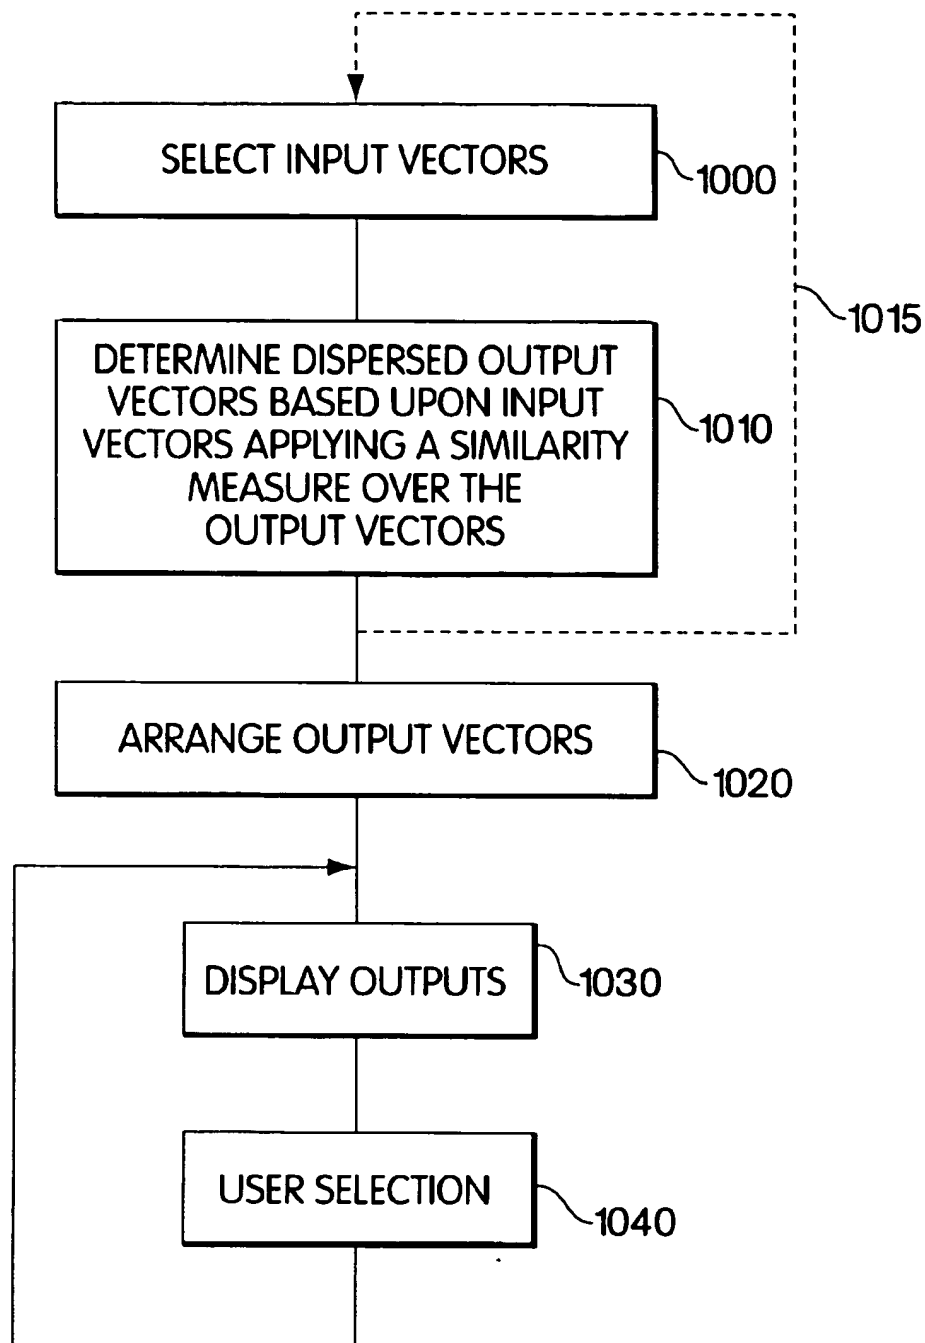 SELECT INPUT VECTORS
1000
1015
DETERMINE DISPERSED OUTPUT
VECTORS BASED UPON INPUT
VECTORS APPLYING A SIMILARITY
MEASURE OVER THE
OUTPUT VECTORS
1010
ARRANGE OUTPUT VECTORS
1020
DISPLAY OUTPUTS
1030
USER SELECTION
1040